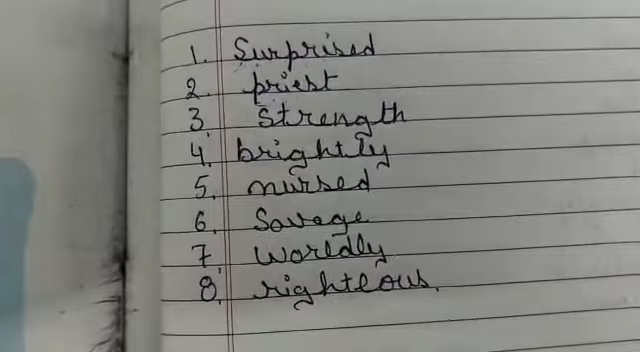 1. Surprised
2. priest
3. Strength
4. brightly
5. nursed
6. Savage
7. Worldly
8. righteous.